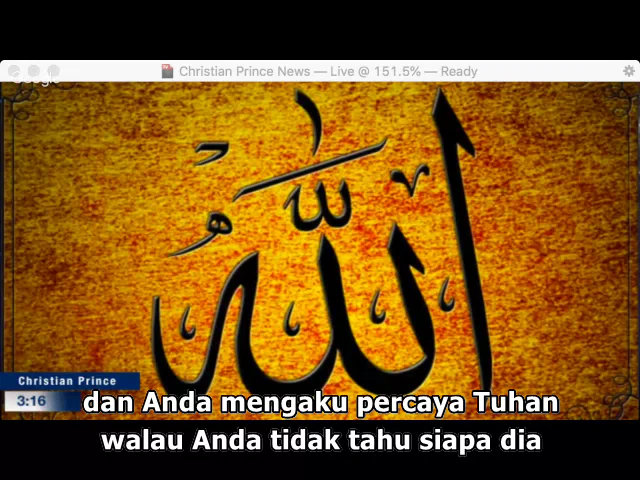 Christian Prince News — Live @ 151.5% — Ready
Google
الله
Christian Prince
3:16
dan Anda mengaku percaya Tuhan
walau Anda tidak tahu siapa dia